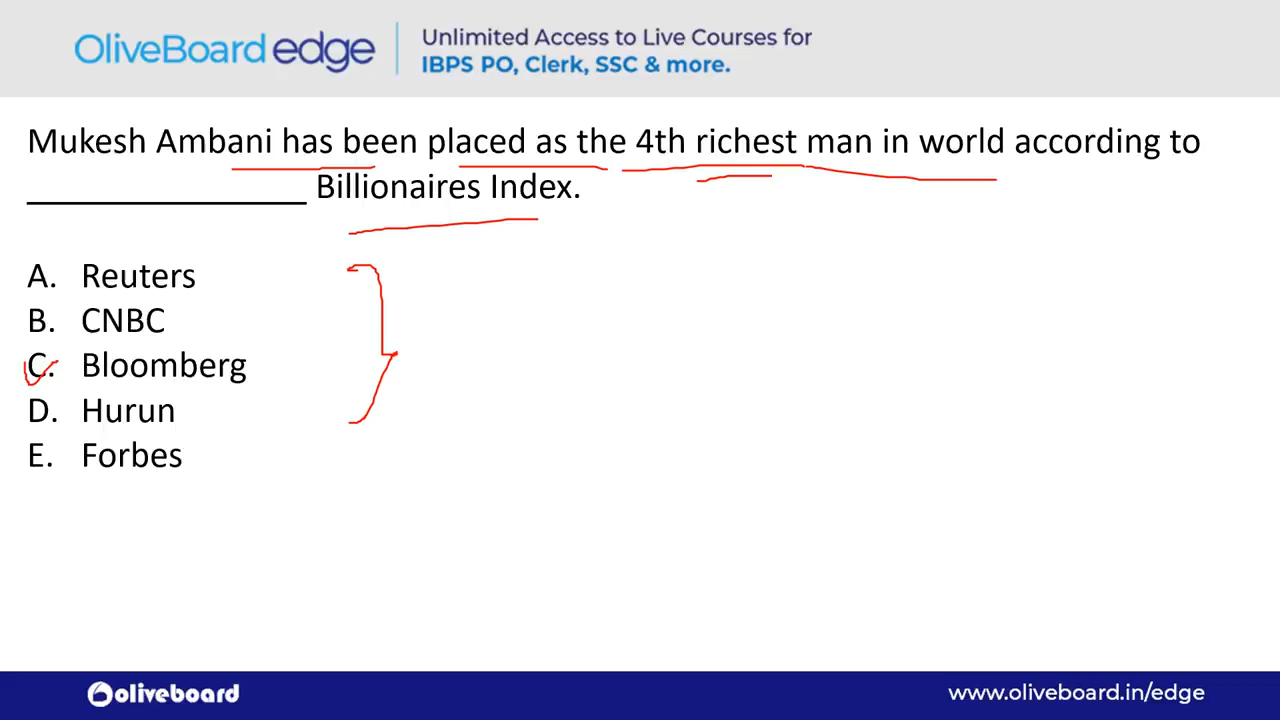 OliveBoard edge
Unlimited Access to Live Courses for
IBPS PO, Clerk, SSC & more.
Mukesh Ambani has been placed as the 4th richest man in world according to
________________ Billionaires Index.
A. Reuters
B. CNBC
C. Bloomberg
D. Hurun
E. Forbes
oliveboard
www.oliveboard.in/edge